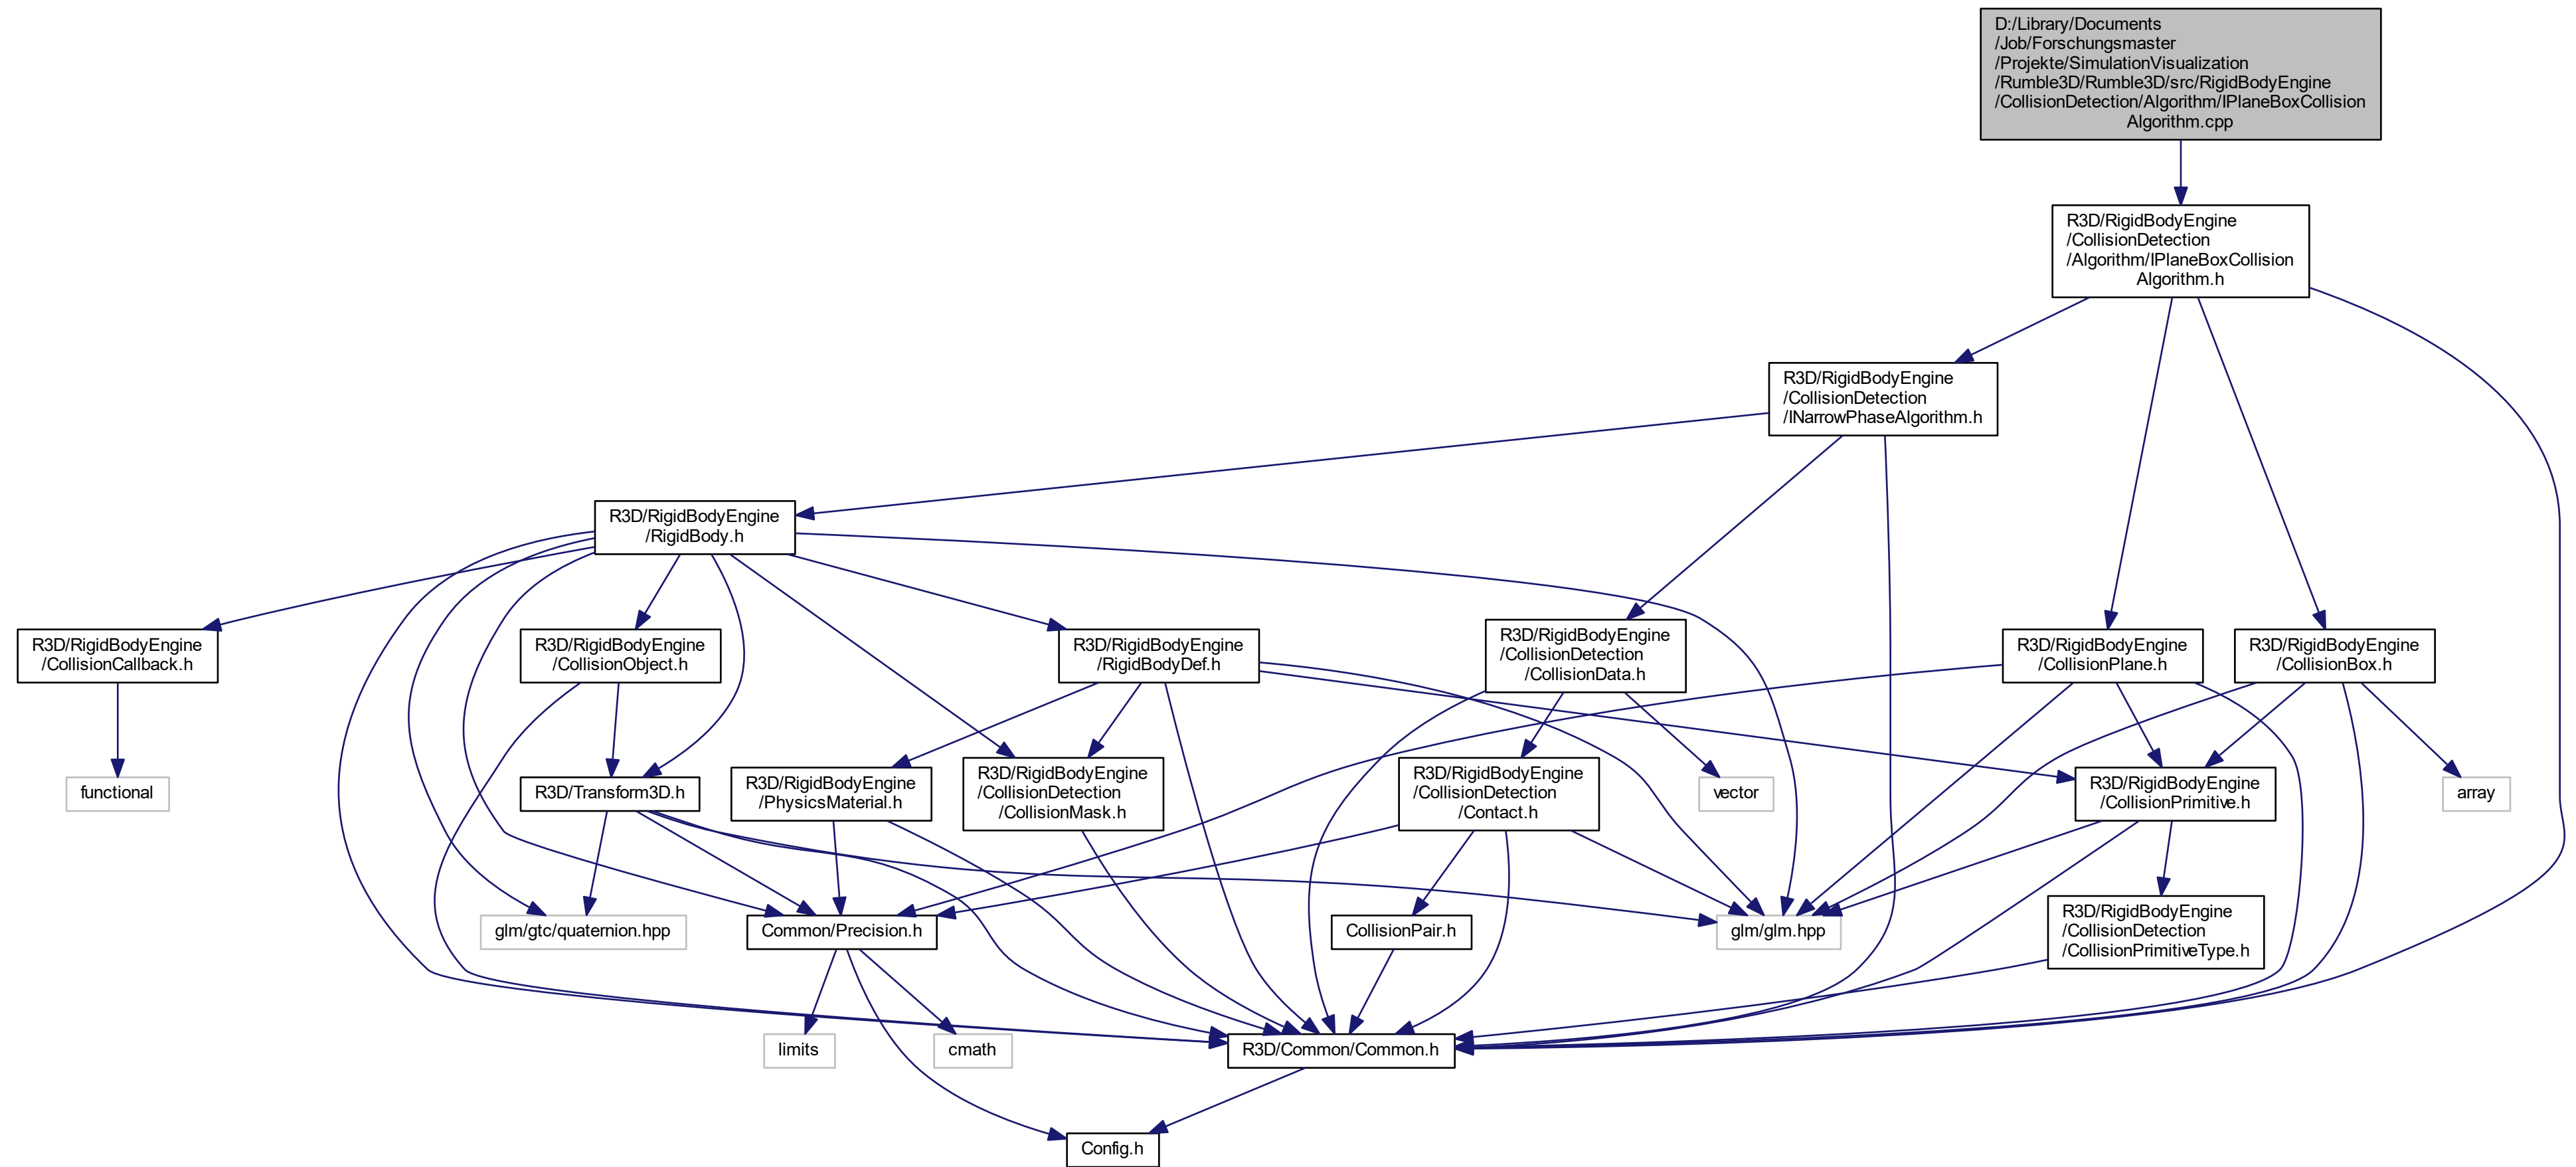 D:/Library/Documents
/Job/Forschungsmaster
/Projekte/SimulationVisualization
/Rumble3D/Rumble3D/src/RigidBodyEngine
/CollisionDetection/Algorithm/IPlaneBoxCollision
Algorithm.cpp
R3D/RigidBodyEngine
/CollisionDetection
/Algorithm/IPlaneBoxCollision
Algorithm.h
R3D/RigidBodyEngine
/CollisionDetection
/INarrowPhaseAlgorithm.h
R3D/RigidBodyEngine
/RigidBody.h
R3D/RigidBodyEngine
/CollisionCallback.h
R3D/RigidBodyEngine
/CollisionObject.h
R3D/RigidBodyEngine
/RigidBodyDef.h
R3D/RigidBodyEngine
/CollisionDetection
/CollisionData.h
R3D/RigidBodyEngine
/CollisionPlane.h
R3D/RigidBodyEngine
/CollisionBox.h
functional
R3D/Transform3D.h
R3D/RigidBodyEngine
/PhysicsMaterial.h
R3D/RigidBodyEngine
/CollisionDetection
/CollisionMask.h
R3D/RigidBodyEngine
/CollisionDetection
/Contact.h
vector
R3D/RigidBodyEngine
/CollisionPrimitive.h
array
glm/gtc/quaternion.hpp
Common/Precision.h
CollisionPair.h
glm/glm.hpp
R3D/RigidBodyEngine
/CollisionDetection
/CollisionPrimitiveType.h
limits
cmath
R3D/Common/Common.h
Config.h